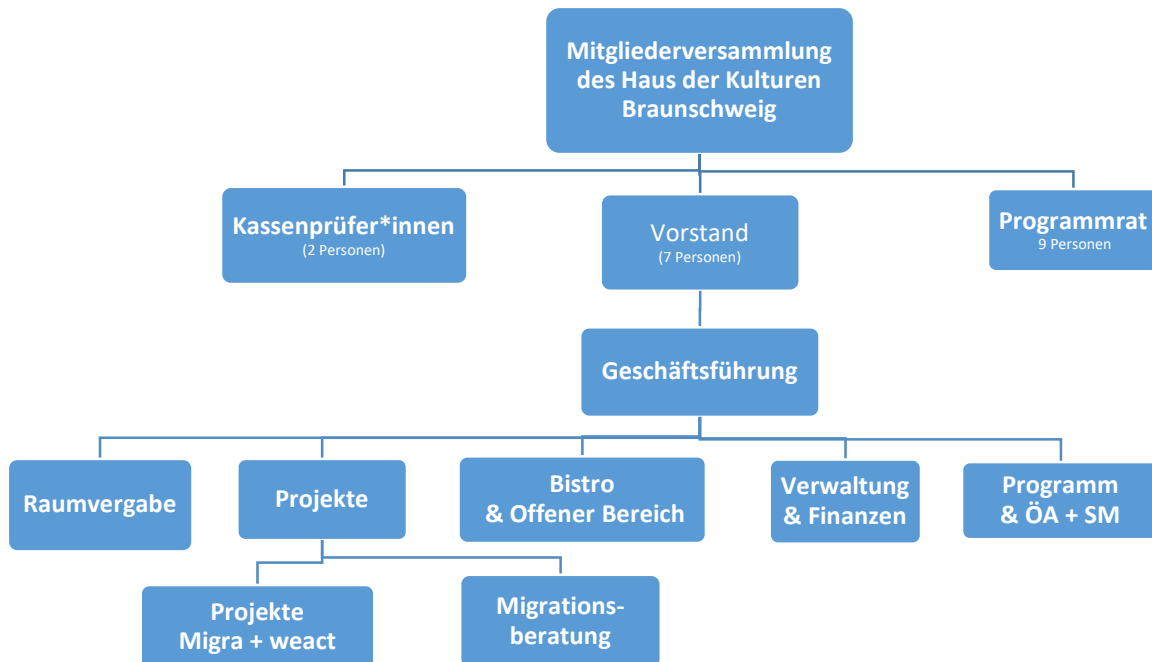 Mitgliederversammlung
des Haus der Kulturen
Braunschweig
Kassenprüfer*innen
(2 Personen)
Vorstand
(7 Personen)
Programmrat
9 Personen
Geschäftsführung
Raumvergabe
Projekte
Bistro
& Offener Bereich
Verwaltung
& Finanzen
Programm
& ÖA + SM
Projekte
Migra + weact
Migrations-
beratung